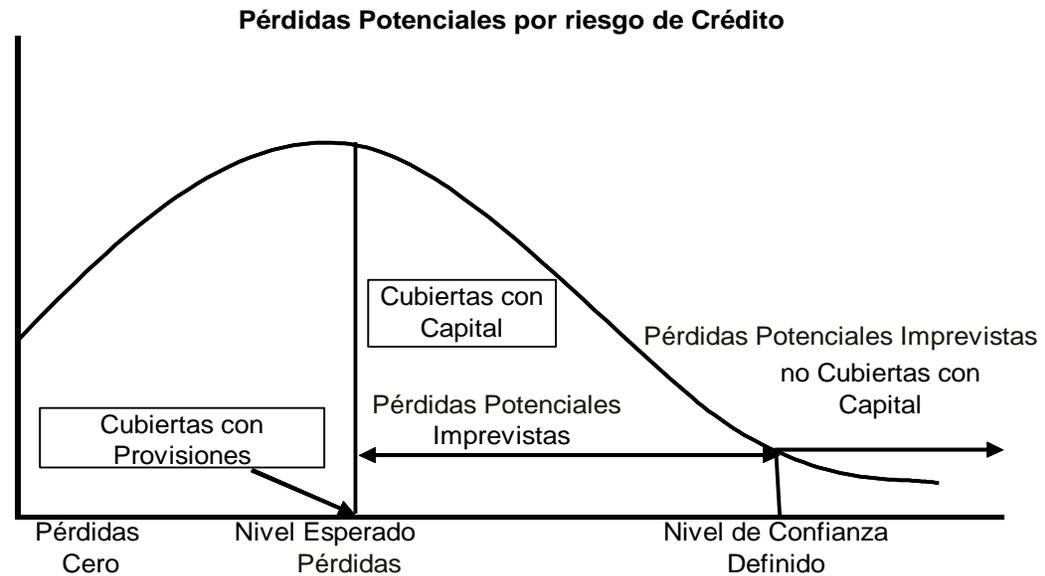 Pérdidas Potenciales por riesgo de Crédito
Cubiertas con
Capital
Pérdidas Potenciales Imprevistas
no Cubiertas con
Capital
Pérdidas Potenciales
Imprevistas
Cubiertas con
Provisiones
Pérdidas
Cero
Nivel Esperado
Pérdidas
Nivel de Confianza
Definido